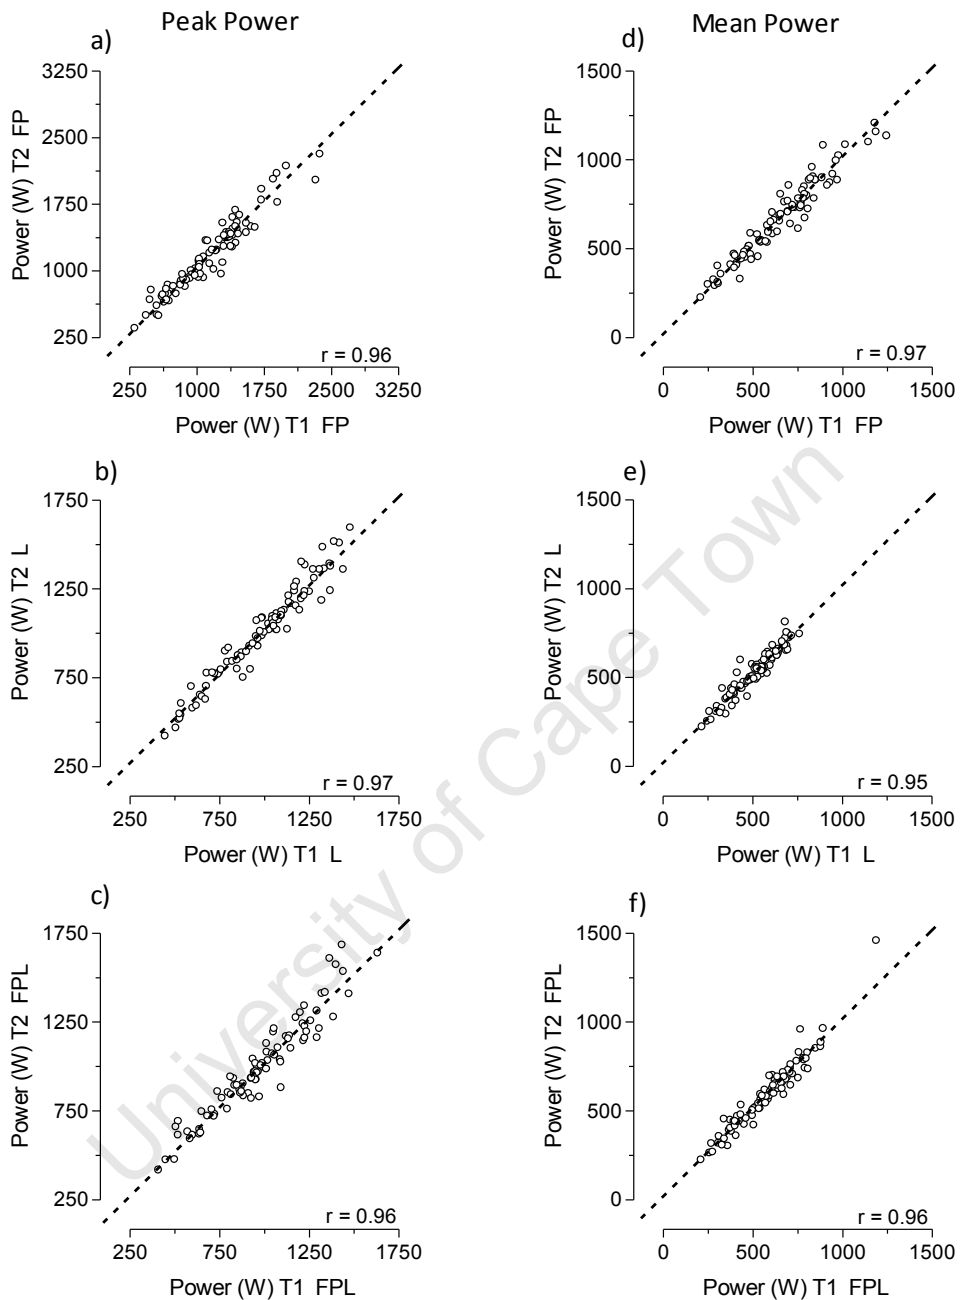 Peak Power
Mean Power
a)
3250
2500
1750
1000
250
Power (W) T2 FP
r = 0.96
250 1000 1750 2500 3250
Power (W) T1 FP
d)
1500
1000
500
0
Power (W) T2 FP
r = 0.97
0 500 1000 1500
Power (W) T1 FP
b)
1750
1250
750
250
Power (W) T2 L
r = 0.97
250 750 1250 1750
Power (W) T1 L
e)
1500
1000
500
0
Power (W) T2 L
r = 0.95
0 500 1000 1500
Power (W) T1 L
c)
1750
1250
750
250
Power (W) T2 FPL
r = 0.96
250 750 1250 1750
Power (W) T1 FPL
f)
1500
1000
500
0
Power (W) T2 FPL
r = 0.96
0 500 1000 1500
Power (W) T1 FPL
University of Cape Town